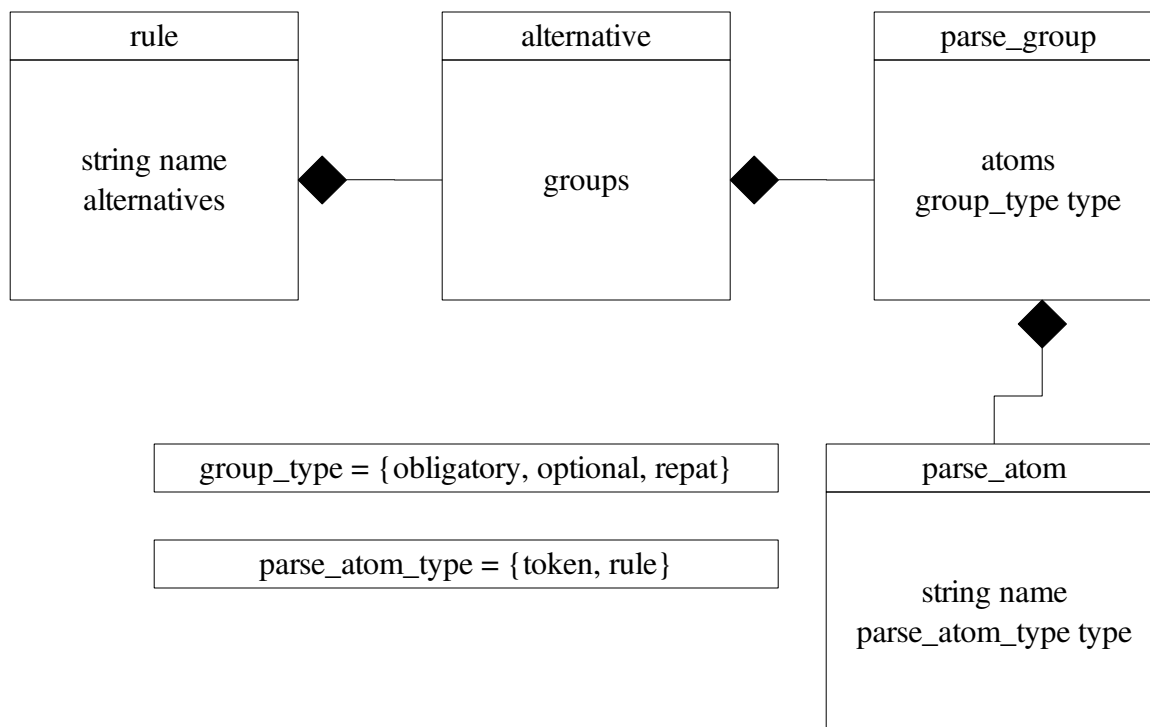 rule
string name
alternatives
alternative
groups
parse_group
atoms
group_type type
group_type = {obligatory, optional, repat}
parse_atom_type = {token, rule}
parse_atom
string name
parse_atom_type type